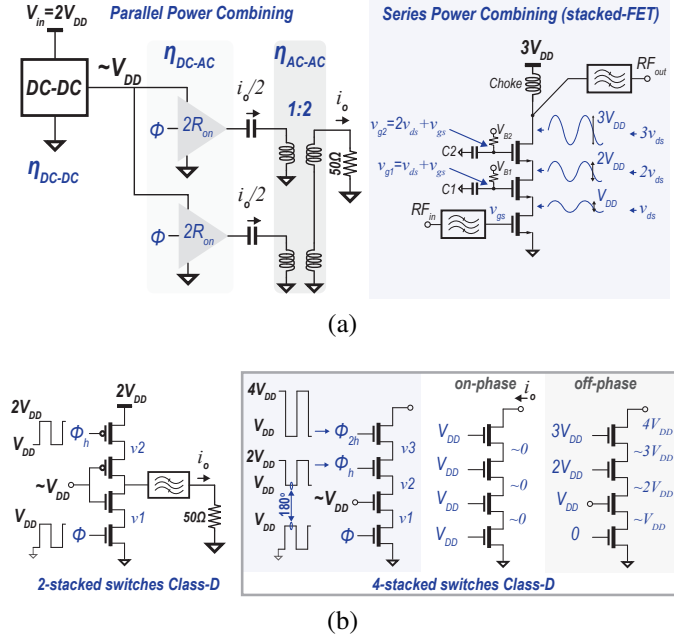 Parallel Power Combining
V_in=2V_DD
DC-DC
~V_DD
η_DC-DC
η_DC-AC
η_AC-AC
i_o/2
1:2
i_o
Φ
2R_on
50Ω
i_o/2
Φ
2R_on
Series Power Combining (stacked-FET)
3V_DD
Choke
RF_out
v_g2=2v_ds+v_gs
V_B2
C2
3V_DD
3v_ds
v_g1=v_ds+v_gs
V_B1
C1
2V_DD
2v_ds
RF_in
v_gs
V_DD
v_ds
(a)
2V_DD
2V_DD
V_DD
Φ_h
v2
i_o
~V_DD
50Ω
V_DD
v1
Φ
2-stacked switches Class-D
4V_DD
V_DD
Φ_2h
v3
2V_DD
V_DD
Φ_h
v2
180°
~V_DD
V_DD
v1
Φ
on-phase
i_o
V_DD
~0
V_DD
~0
V_DD
~0
V_DD
off-phase
4V_DD
3V_DD
~3V_DD
2V_DD
~2V_DD
V_DD
~V_DD
0
4-stacked switches Class-D
(b)